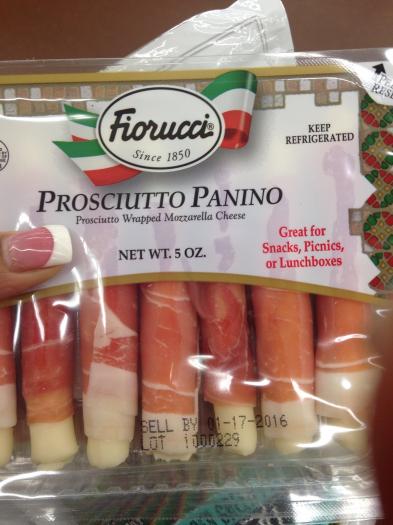 Fiorucci®
Since 1850
KEEP
REFRIGERATED
PROSCIUTTO PANINO
Prosciutto Wrapped Mozzarella Cheese
NET WT. 5 OZ.
Great for
Snacks, Picnics,
or Lunchboxes
SELL BY 01-17-2016
LOT 1000229